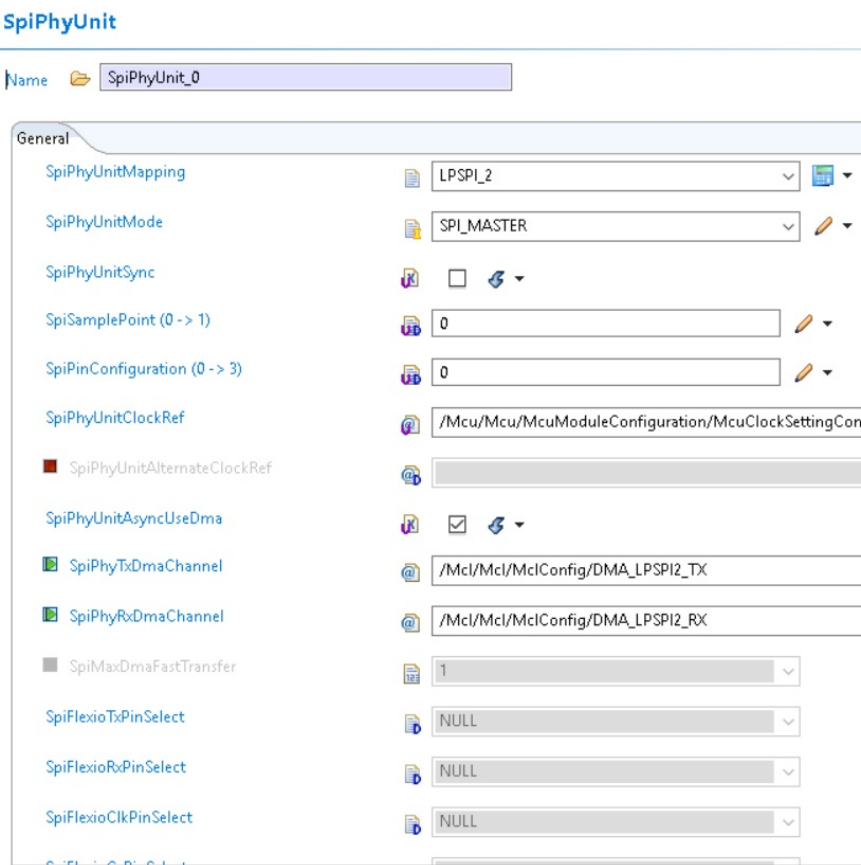 SpiPhyUnit
Name SpiPhyUnit_0
General
SpiPhyUnitMapping LPSPI_2
SpiPhyUnitMode SPI_MASTER
SpiPhyUnitSync
SpiSamplePoint (0 -> 1) 0
SpiPinConfiguration (0 -> 3) 0
SpiPhyUnitClockRef /Mcu/Mcu/McuModuleConfiguration/McuClockSettingCon
SpiPhyUnitAlternateClockRef
SpiPhyUnitAsyncUseDma
SpiPhyTxDmaChannel /Mcl/Mcl/MclConfig/DMA_LPSPI2_TX
SpiPhyRxDmaChannel /Mcl/Mcl/MclConfig/DMA_LPSPI2_RX
SpiMaxDmaFastTransfer 1
SpiFlexioTxPinSelect NULL
SpiFlexioRxPinSelect NULL
SpiFlexioClkPinSelect NULL